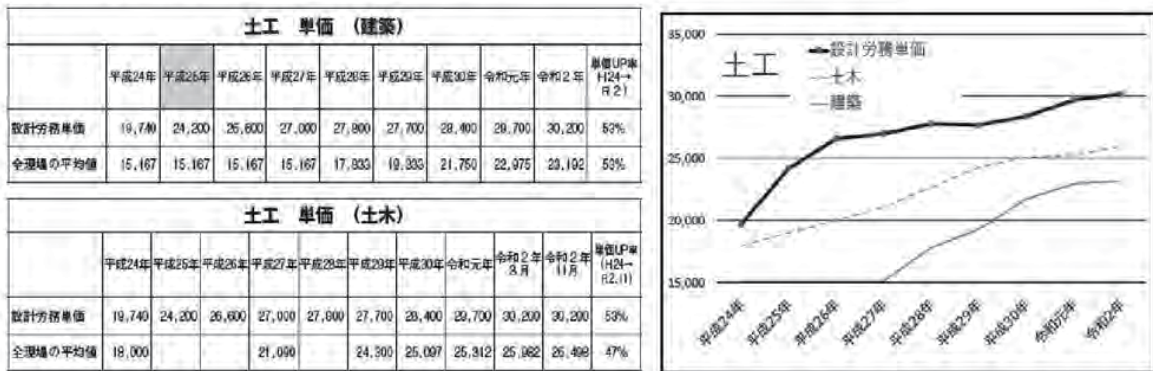 土工 単価 (建築)
平成24年 平成25年 平成26年 平成27年 平成28年 平成29年 平成30年 令和元年 令和2年 単価UP率 H24→R.2)
設計労務単価 19,740 24,200 26,600 27,000 27,800 27,700 28,400 29,700 30,200 53%
全現場の平均値 15,167 15,167 15,167 15,167 17,833 19,333 21,750 22,975 23,192 53%
土工 単価 (土木)
平成24年 平成25年 平成26年 平成27年 平成28年 平成29年 平成30年 令和元年 令和2年3月 令和2年11月 単価UP率 (H24→R2.11)
設計労務単価 19,740 24,200 26,600 27,000 27,800 27,700 28,400 29,700 30,200 30,200 53%
全現場の平均値 18,000 21,000 24,300 25,097 25,312 25,982 26,498 47%
土工
設計労務単価
土木
建築
35,000
30,000
25,000
20,000
15,000
平成24年 平成25年 平成26年 平成27年 平成28年 平成29年 平成30年 令和元年 令和2年